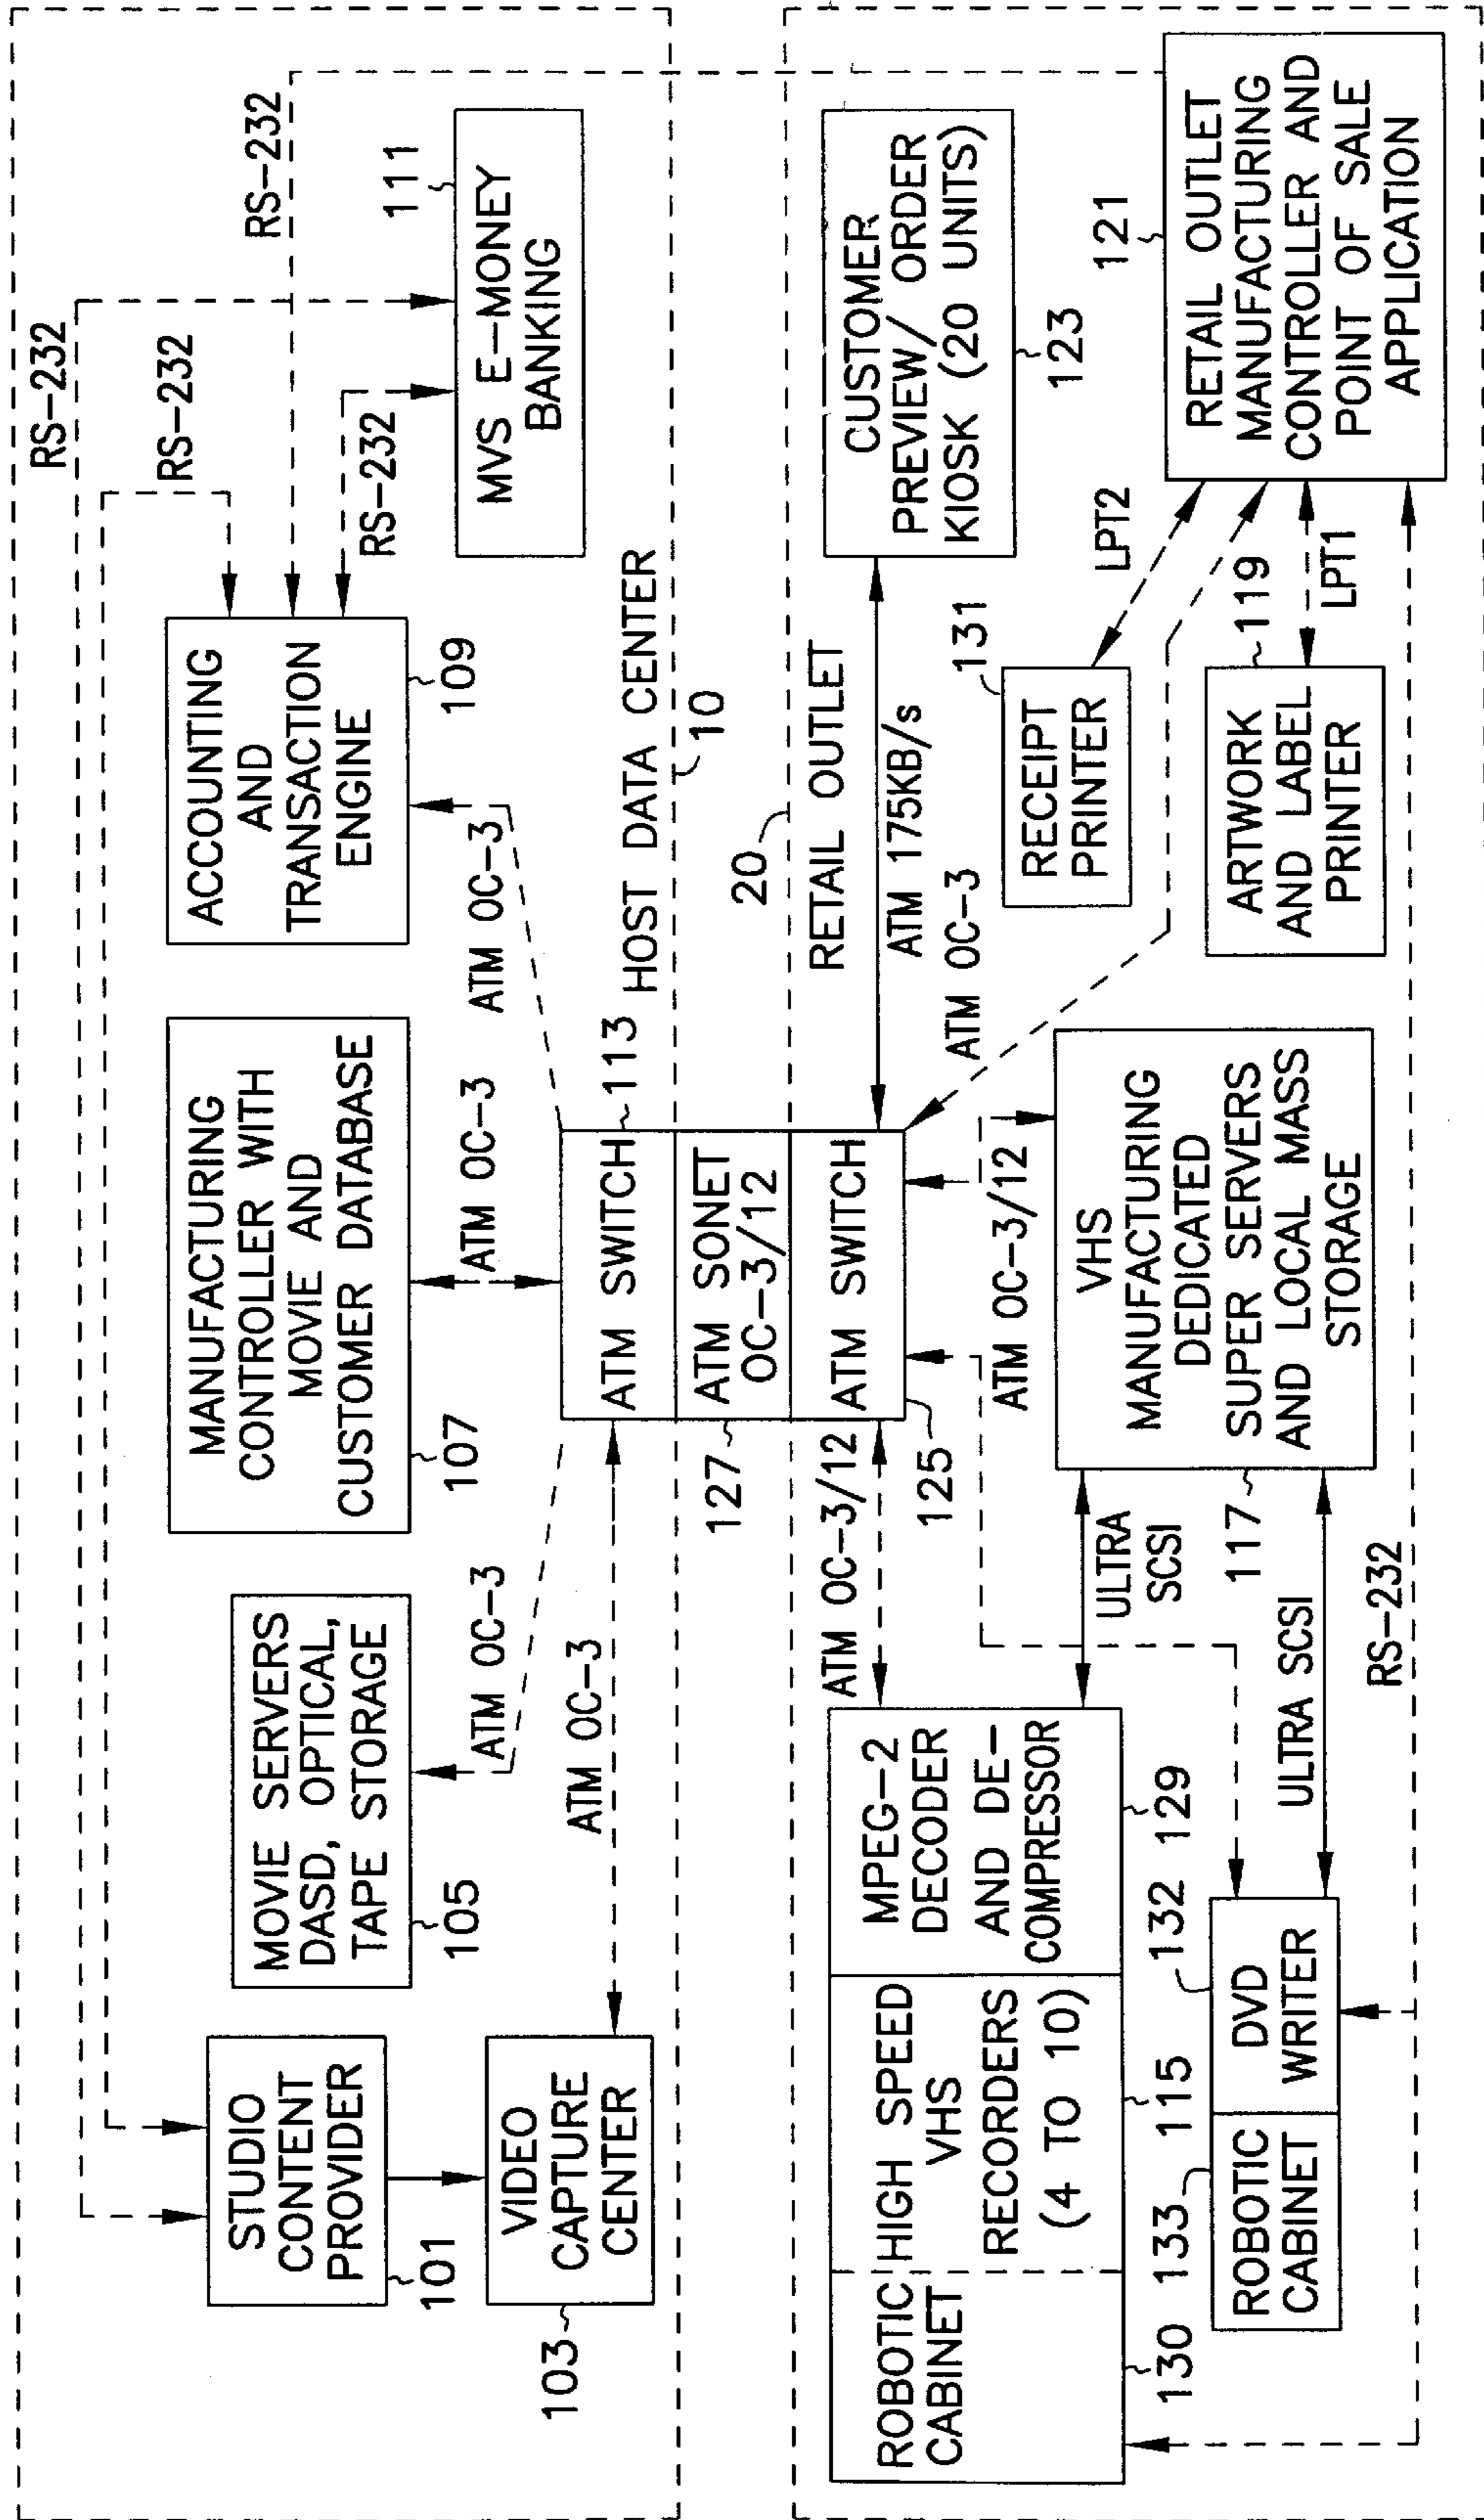 RS-232
RS-232
RS-232
STUDIO
CONTENT
PROVIDER
101
VIDEO
CAPTURE
CENTER
103
MOVIE SERVERS
DASD, OPTICAL,
TAPE STORAGE
105
ATM OC-3
ATM OC-3
MANUFACTURING
CONTROLLER WITH
MOVIE AND
CUSTOMER DATABASE
107
ATM OC-3
ACCOUNTING
AND
TRANSACTION
ENGINE
109
ATM OC-3
RS-232
MVS E-MONEY
BANKING
111
ATM SWITCH
113
HOST DATA CENTER
10
ATM SONET
OC-3/12
127
ATM SWITCH
125
20
RETAIL OUTLET
ATM OC-3/12
ATM 175KB/s
ATM OC-3
CUSTOMER
PREVIEW/ ORDER
KIOSK (20 UNITS)
123
ROBOTIC
CABINET
130
HIGH SPEED
VHS
RECORDERS
(4 TO 10)
115
MPEG-2
DECODER
AND DE-
COMPRESSOR
129
ULTRA
SCSI
ATM OC-3/12
VHS
MANUFACTURING
DEDICATED
SUPER SERVERS
AND LOCAL MASS
STORAGE
117
RECEIPT
PRINTER
131
LPT2
ARTWORK
AND LABEL
PRINTER
119
LPT1
RETAIL OUTLET
MANUFACTURING
CONTROLLER AND
POINT OF SALE
APPLICATION
121
ROBOTIC
CABINET
133
DVD
WRITER
132
ULTRA SCSI
RS-232